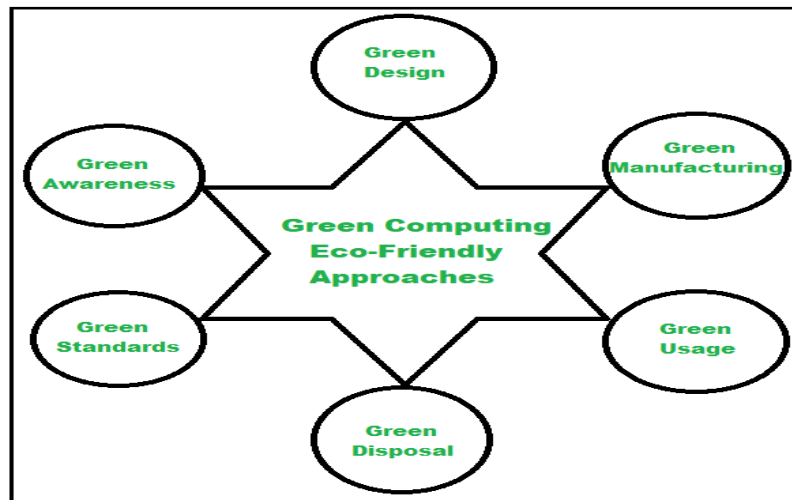 Green
Design
Green
Awareness
Green
Manufacturing
Green Computing
Eco-Friendly
Approaches
Green
Standards
Green
Usage
Green
Disposal